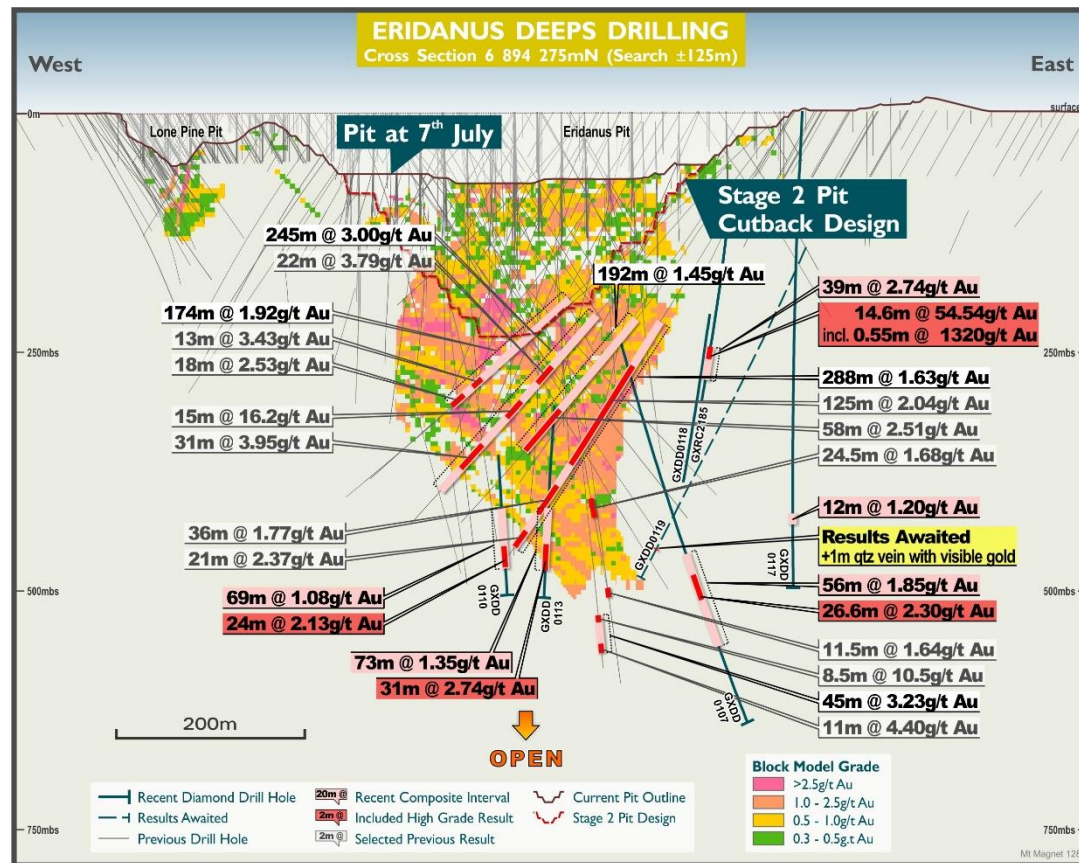 ERIDANUS DEEPS DRILLING
Cross Section 6 894 275mN (Search ±125m)
West
East
0m
surface
Lone Pine Pit
Pit at 7th July
Eridanus Pit
Stage 2 Pit
Cutback Design
245m @ 3.00g/t Au
22m @ 3.79g/t Au
192m @ 1.45g/t Au
174m @ 1.92g/t Au
13m @ 3.43g/t Au
18m @ 2.53g/t Au
15m @ 16.2g/t Au
31m @ 3.95g/t Au
36m @ 1.77g/t Au
21m @ 2.37g/t Au
69m @ 1.08g/t Au
24m @ 2.13g/t Au
73m @ 1.35g/t Au
31m @ 2.74g/t Au
39m @ 2.74g/t Au
14.6m @ 54.54g/t Au
incl. 0.55m @ 1320g/t Au
288m @ 1.63g/t Au
125m @ 2.04g/t Au
58m @ 2.51g/t Au
24.5m @ 1.68g/t Au
12m @ 1.20g/t Au
Results Awaited
+1m qtz vein with visible gold
56m @ 1.85g/t Au
26.6m @ 2.30g/t Au
11.5m @ 1.64g/t Au
8.5m @ 10.5g/t Au
45m @ 3.23g/t Au
11m @ 4.40g/t Au
250mbs
250mbs
500mbs
500mbs
750mbs
750mbs
GXDD0118
GXRC2185
GXDD0119
GXDD
0117
GXDD
0110
GXDD
0113
GXDD
0107
200m
OPEN
Recent Diamond Drill Hole
Results Awaited
Previous Drill Hole
20m @
Recent Composite Interval
2m @
Included High Grade Result
2m @
Selected Previous Result
Current Pit Outline
Stage 2 Pit Design
Block Model Grade
>2.5g/t Au
1.0 - 2.5g/t Au
0.5 - 1.0g/t Au
0.3 - 0.5g.t Au
Mt Magnet 128